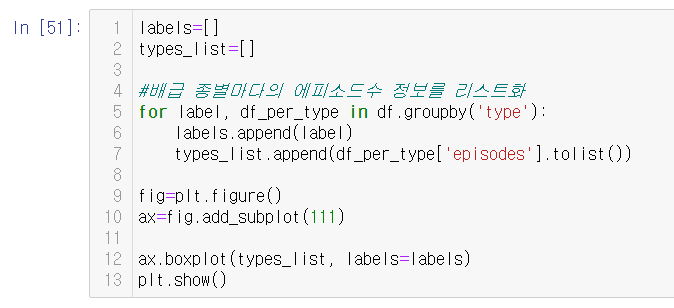 In [51]:
1 labels=[]
2 types_list=[]
3
4 #배급 종별마다의 에피소드수 정보를 리스트화
5 for label, df_per_type in df.groupby('type'):
6     labels.append(label)
7     types_list.append(df_per_type['episodes'].tolist())
8
9 fig=plt.figure()
10 ax=fig.add_subplot(111)
11
12 ax.boxplot(types_list, labels=labels)
13 plt.show()